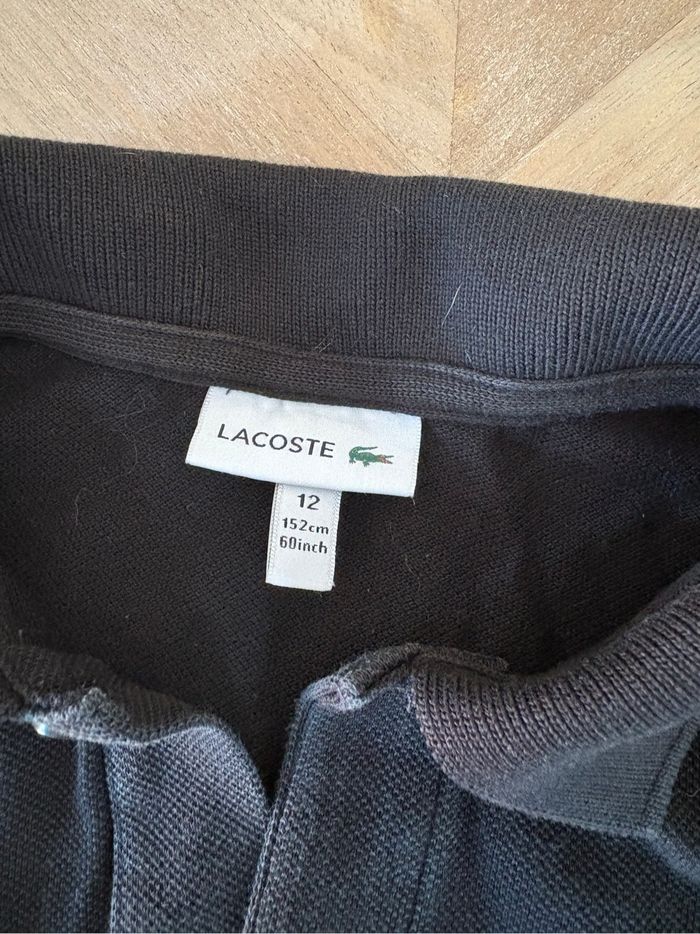 LACOSTE
12
152cm
60inch